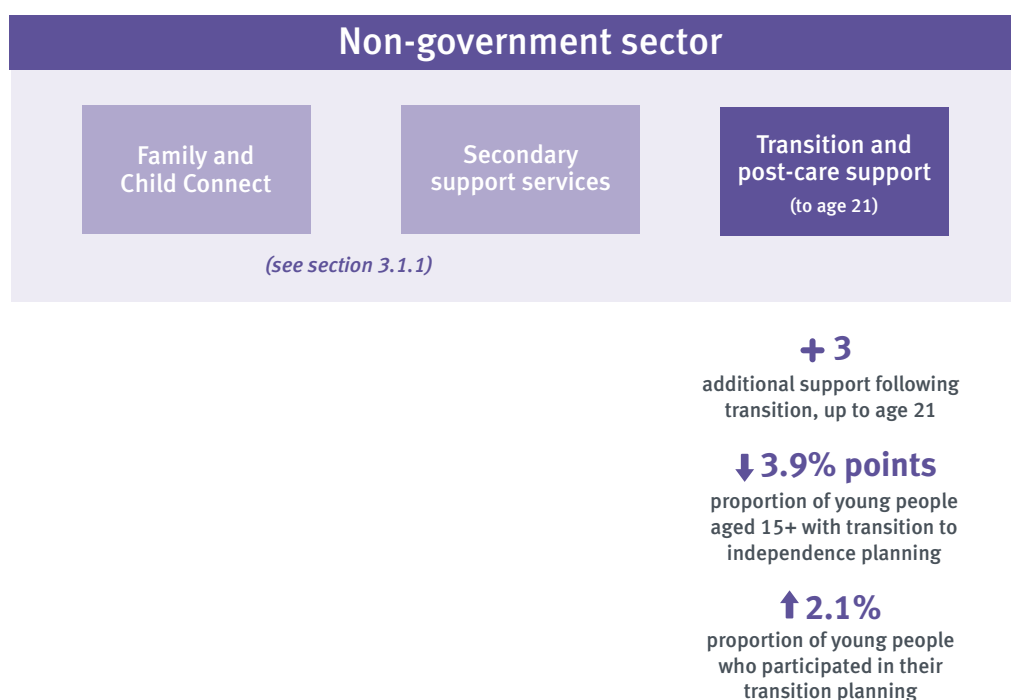 Non-government sector
Family and
Child Connect
Secondary
support services
Transition and
post-care support
(to age 21)
(see section 3.1.1)
+ 3
additional support following
transition, up to age 21
⬇ 3.9% points
proportion of young people
aged 15+ with transition to
independence planning
⬆ 2.1%
proportion of young people
who participated in their
transition planning